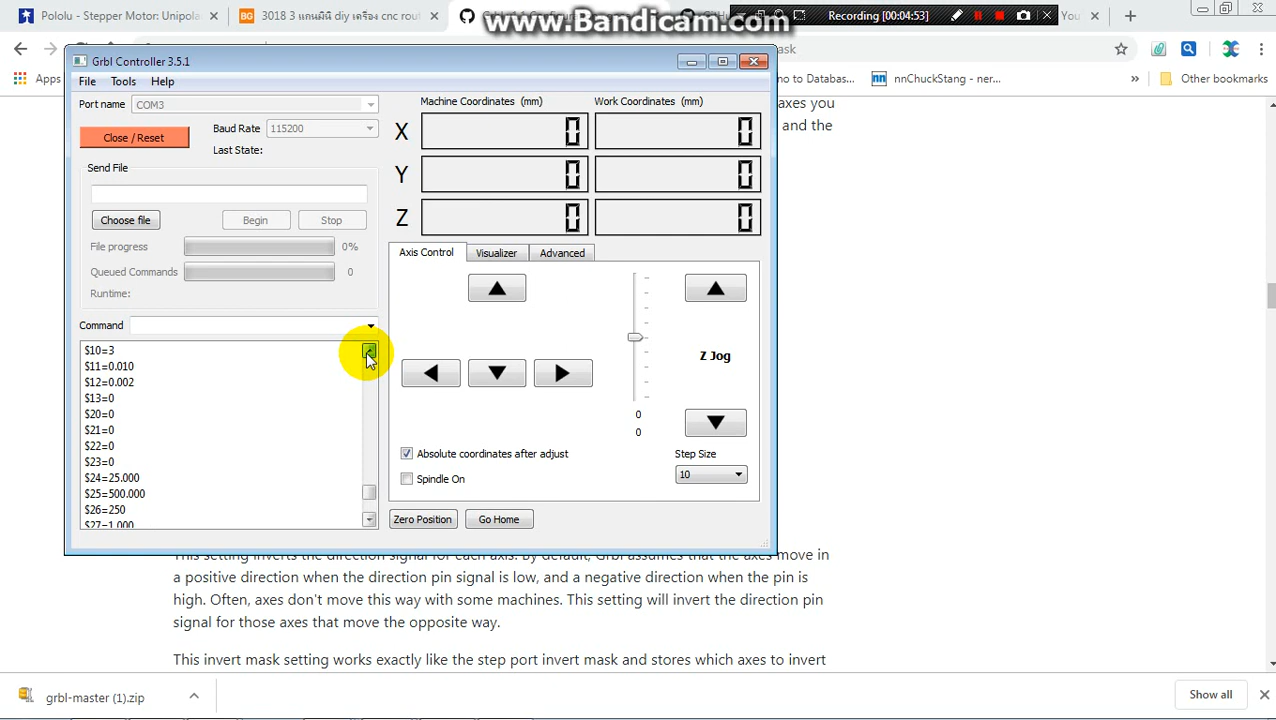 Pololu - Stepper Motor: Unipola
3018 3 แกนมินิ diy เครื่อง cnc rout
www.Bandicam.com
Recording [00:04:53]
You
Apps
no to Databas...
nnChuckStang - ner...
Other bookmarks
Grbl Controller 3.5.1
File Tools Help
Port name COM3
Close / Reset
Baud Rate 115200
Last State:
Send File
Choose file Begin Stop
File progress 0%
Queued Commands 0
Runtime:
Command
$10=3
$11=0.010
$12=0.002
$13=0
$20=0
$21=0
$22=0
$23=0
$24=25.000
$25=500.000
$26=250
$27=1.000
Machine Coordinates (mm) Work Coordinates (mm)
X 0 0
Y 0 0
Z 0 0
Axis Control Visualizer Advanced
Z Jog
0
0
Absolute coordinates after adjust
Spindle On
Step Size
10
Zero Position Go Home
axes you
and the
This setting inverts the direction signal for each axis. By default, Grbl assumes that the axes move in
a positive direction when the direction pin signal is low, and a negative direction when the pin is
high. Often, axes don't move this way with some machines. This setting will invert the direction pin
signal for those axes that move the opposite way.
This invert mask setting works exactly like the step port invert mask and stores which axes to invert
grbl-master (1).zip
Show all